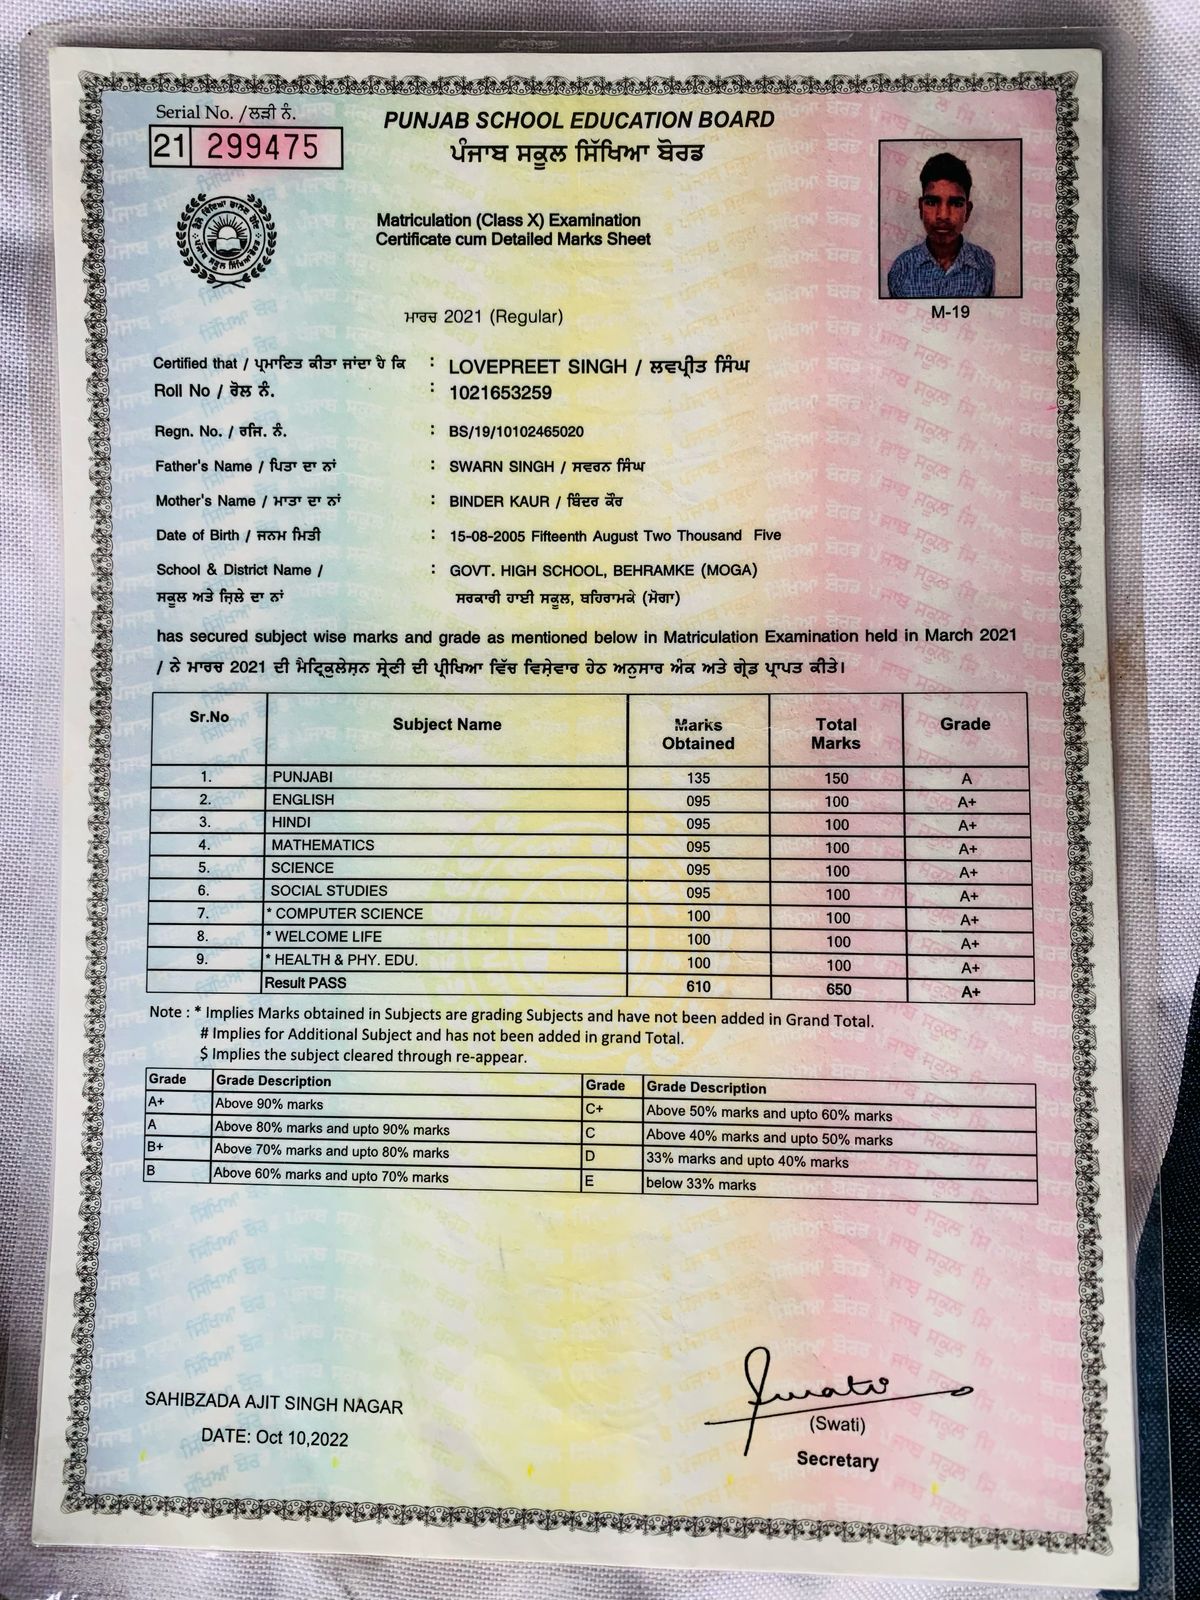 Serial No. /ਲੜੀ ਨੰ.
21 299475
PUNJAB SCHOOL EDUCATION BOARD
ਪੰਜਾਬ ਸਕੂਲ ਸਿੱਖਿਆ ਬੋਰਡ
Matriculation (Class X) Examination
Certificate cum Detailed Marks Sheet
M-19
ਮਾਰਚ 2021 (Regular)
Certified that / ਪ੍ਰਮਾਣਿਤ ਕੀਤਾ ਜਾਂਦਾ ਹੈ ਕਿ : LOVEPREET SINGH / ਲਵਪ੍ਰੀਤ ਸਿੰਘ
Roll No / ਰੋਲ ਨੰ. : 1021653259
Regn. No. / ਰਜਿ. ਨੰ. : BS/19/10102465020
Father's Name / ਪਿਤਾ ਦਾ ਨਾਂ : SWARN SINGH / ਸਵਰਨ ਸਿੰਘ
Mother's Name / ਮਾਤਾ ਦਾ ਨਾਂ : BINDER KAUR / ਬਿੰਦਰ ਕੌਰ
Date of Birth / ਜਨਮ ਮਿਤੀ : 15-08-2005 Fifteenth August Two Thousand Five
School & District Name / : GOVT. HIGH SCHOOL, BEHRAMKE (MOGA)
ਸਕੂਲ ਅਤੇ ਜ਼ਿਲੇ ਦਾ ਨਾਂ ਸਰਕਾਰੀ ਹਾਈ ਸਕੂਲ, ਬਹਿਰਾਮਕੇ (ਮੋਗਾ)
has secured subject wise marks and grade as mentioned below in Matriculation Examination held in March 2021
/ ਨੇ ਮਾਰਚ 2021 ਦੀ ਮੈਟ੍ਰਿਕੁਲੇਸ਼ਨ ਸ਼੍ਰੇਣੀ ਦੀ ਪ੍ਰੀਖਿਆ ਵਿੱਚ ਵਿਸ਼ੇਵਾਰ ਹੇਠ ਅਨੁਸਾਰ ਅੰਕ ਅਤੇ ਗ੍ਰੇਡ ਪ੍ਰਾਪਤ ਕੀਤੇ।
Sr.No Subject Name Marks Obtained Total Marks Grade
1. PUNJABI 135 150 A
2. ENGLISH 095 100 A+
3. HINDI 095 100 A+
4. MATHEMATICS 095 100 A+
5. SCIENCE 095 100 A+
6. SOCIAL STUDIES 095 100 A+
7. * COMPUTER SCIENCE 100 100 A+
8. * WELCOME LIFE 100 100 A+
9. * HEALTH & PHY. EDU. 100 100 A+
Result PASS 610 650 A+
Note : * Implies Marks obtained in Subjects are grading Subjects and have not been added in Grand Total.
# Implies for Additional Subject and has not been added in grand Total.
$ Implies the subject cleared through re-appear.
Grade Grade Description Grade Grade Description
A+ Above 90% marks C+ Above 50% marks and upto 60% marks
A Above 80% marks and upto 90% marks C Above 40% marks and upto 50% marks
B+ Above 70% marks and upto 80% marks D 33% marks and upto 40% marks
B Above 60% marks and upto 70% marks E below 33% marks
SAHIBZADA AJIT SINGH NAGAR
DATE: Oct 10,2022
Swati
(Swati)
Secretary